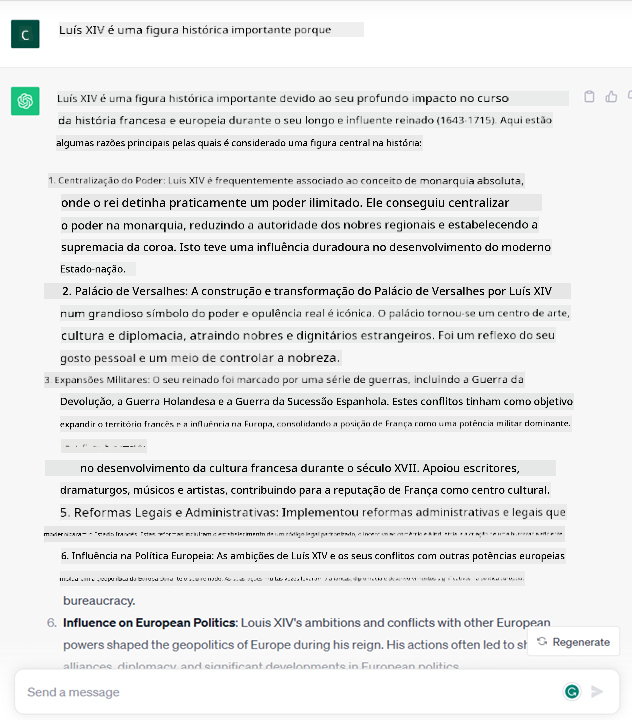 C
Luís XIV é uma figura histórica importante porque
Luís XIV é uma figura histórica importante devido ao seu profundo impacto no curso
da história francesa e europeia durante o seu longo e influente reinado (1643-1715). Aqui estão
algumas razões principais pelas quais é considerado uma figura central na história:
1. Centralização do Poder: Luís XIV é frequentemente associado ao conceito de monarquia absoluta,
onde o rei detinha praticamente um poder ilimitado. Ele conseguiu centralizar
o poder na monarquia, reduzindo a autoridade dos nobres regionais e estabelecendo a
supremacia da coroa. Isto teve uma influência duradoura no desenvolvimento do moderno
Estado-nação.
2. Palácio de Versalhes: A construção e transformação do Palácio de Versalhes por Luís XIV
num grandioso símbolo do poder e opulência real é icónica. O palácio tornou-se um centro de arte,
cultura e diplomacia, atraindo nobres e dignitários estrangeiros. Foi um reflexo do seu
gosto pessoal e um meio de controlar a nobreza.
3 Expansões Militares: O seu reinado foi marcado por uma série de guerras, incluindo a Guerra da
Devolução, a Guerra Holandesa e a Guerra da Sucessão Espanhola. Estes conflitos tinham como objetivo
expandir o território francês e a influência na Europa, consolidando a posição de França como uma potência militar dominante.
no desenvolvimento da cultura francesa durante o século XVII. Apoiou escritores,
dramaturgos, músicos e artistas, contribuindo para a reputação de França como centro cultural.
5. Reformas Legais e Administrativas: Implementou reformas administrativas e legais que
6. Influência na Política Europeia: As ambições de Luís XIV e os seus conflitos com outras potências europeias
bureaucracy.
6. Influence on European Politics: Louis XIV's ambitions and conflicts with other European
powers shaped the geopolitics of Europe during his reign. His actions often led to
Regenerate
alliances, diplomacy, and significant developments in European politics.
Send a message